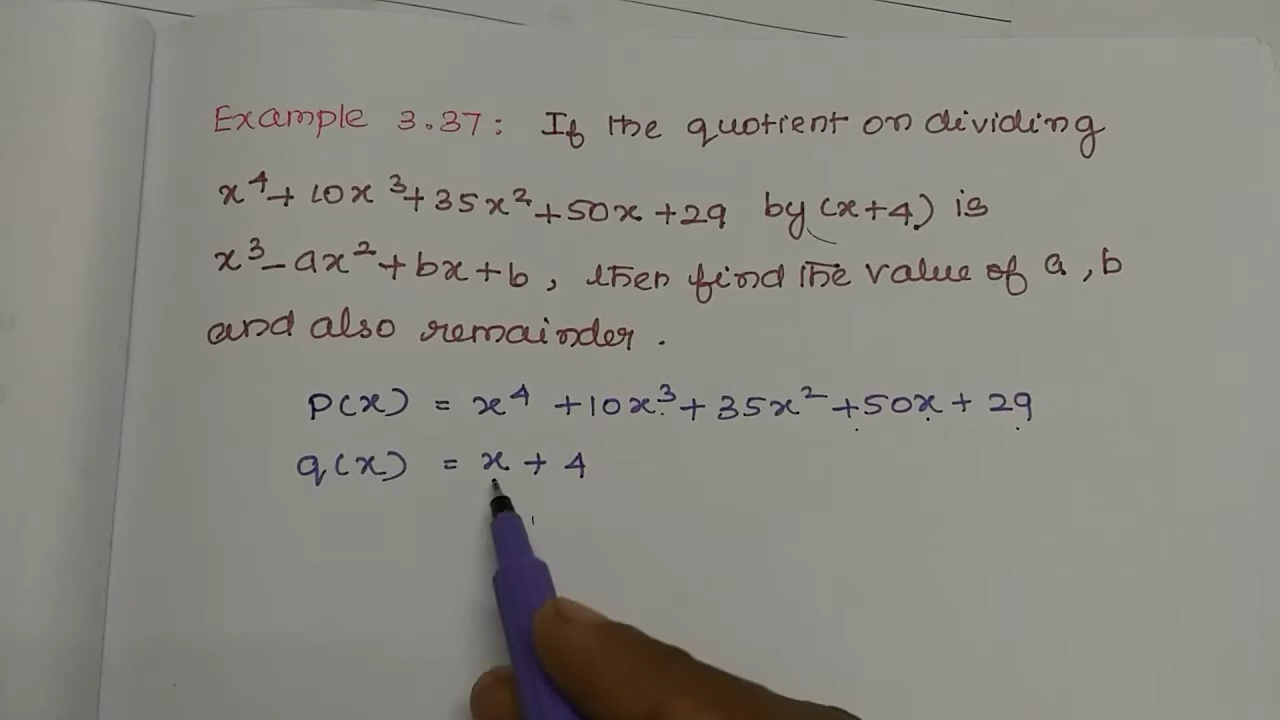 Example 3.37: If the quotient on dividing
x⁴+10x³+35x²+50x+29 by (x+4) is
x³-ax²+bx+b, then find the value of a, b
and also remainder.
P(x) = x⁴+10x³+35x²+50x+29
q(x) = x+4